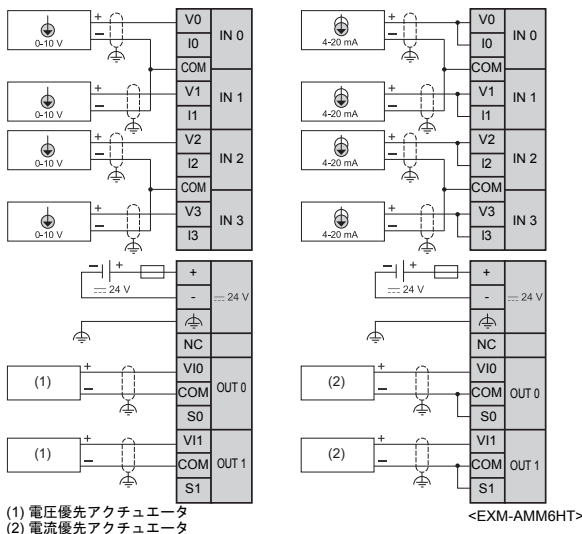 V0
I0
IN 0
0-10 V
+
−
COM
V1
I1
IN 1
0-10 V
+
−
V2
I2
IN 2
0-10 V
+
−
COM
V3
I3
IN 3
0-10 V
+
−
− +
24 V
+
-
24 V
NC
(1)
+
−
VI0
COM
S0
OUT 0
(1)
+
−
VI1
COM
S1
OUT 1
V0
I0
IN 0
4-20 mA
+
−
COM
V1
I1
IN 1
4-20 mA
+
−
V2
I2
IN 2
4-20 mA
+
−
COM
V3
I3
IN 3
4-20 mA
+
−
− +
24 V
+
-
24 V
NC
(2)
+
−
VI0
COM
S0
OUT 0
(2)
+
−
VI1
COM
S1
OUT 1
(1) 電圧優先アクチュエータ
(2) 電流優先アクチュエータ
<EXM-AMM6HT>